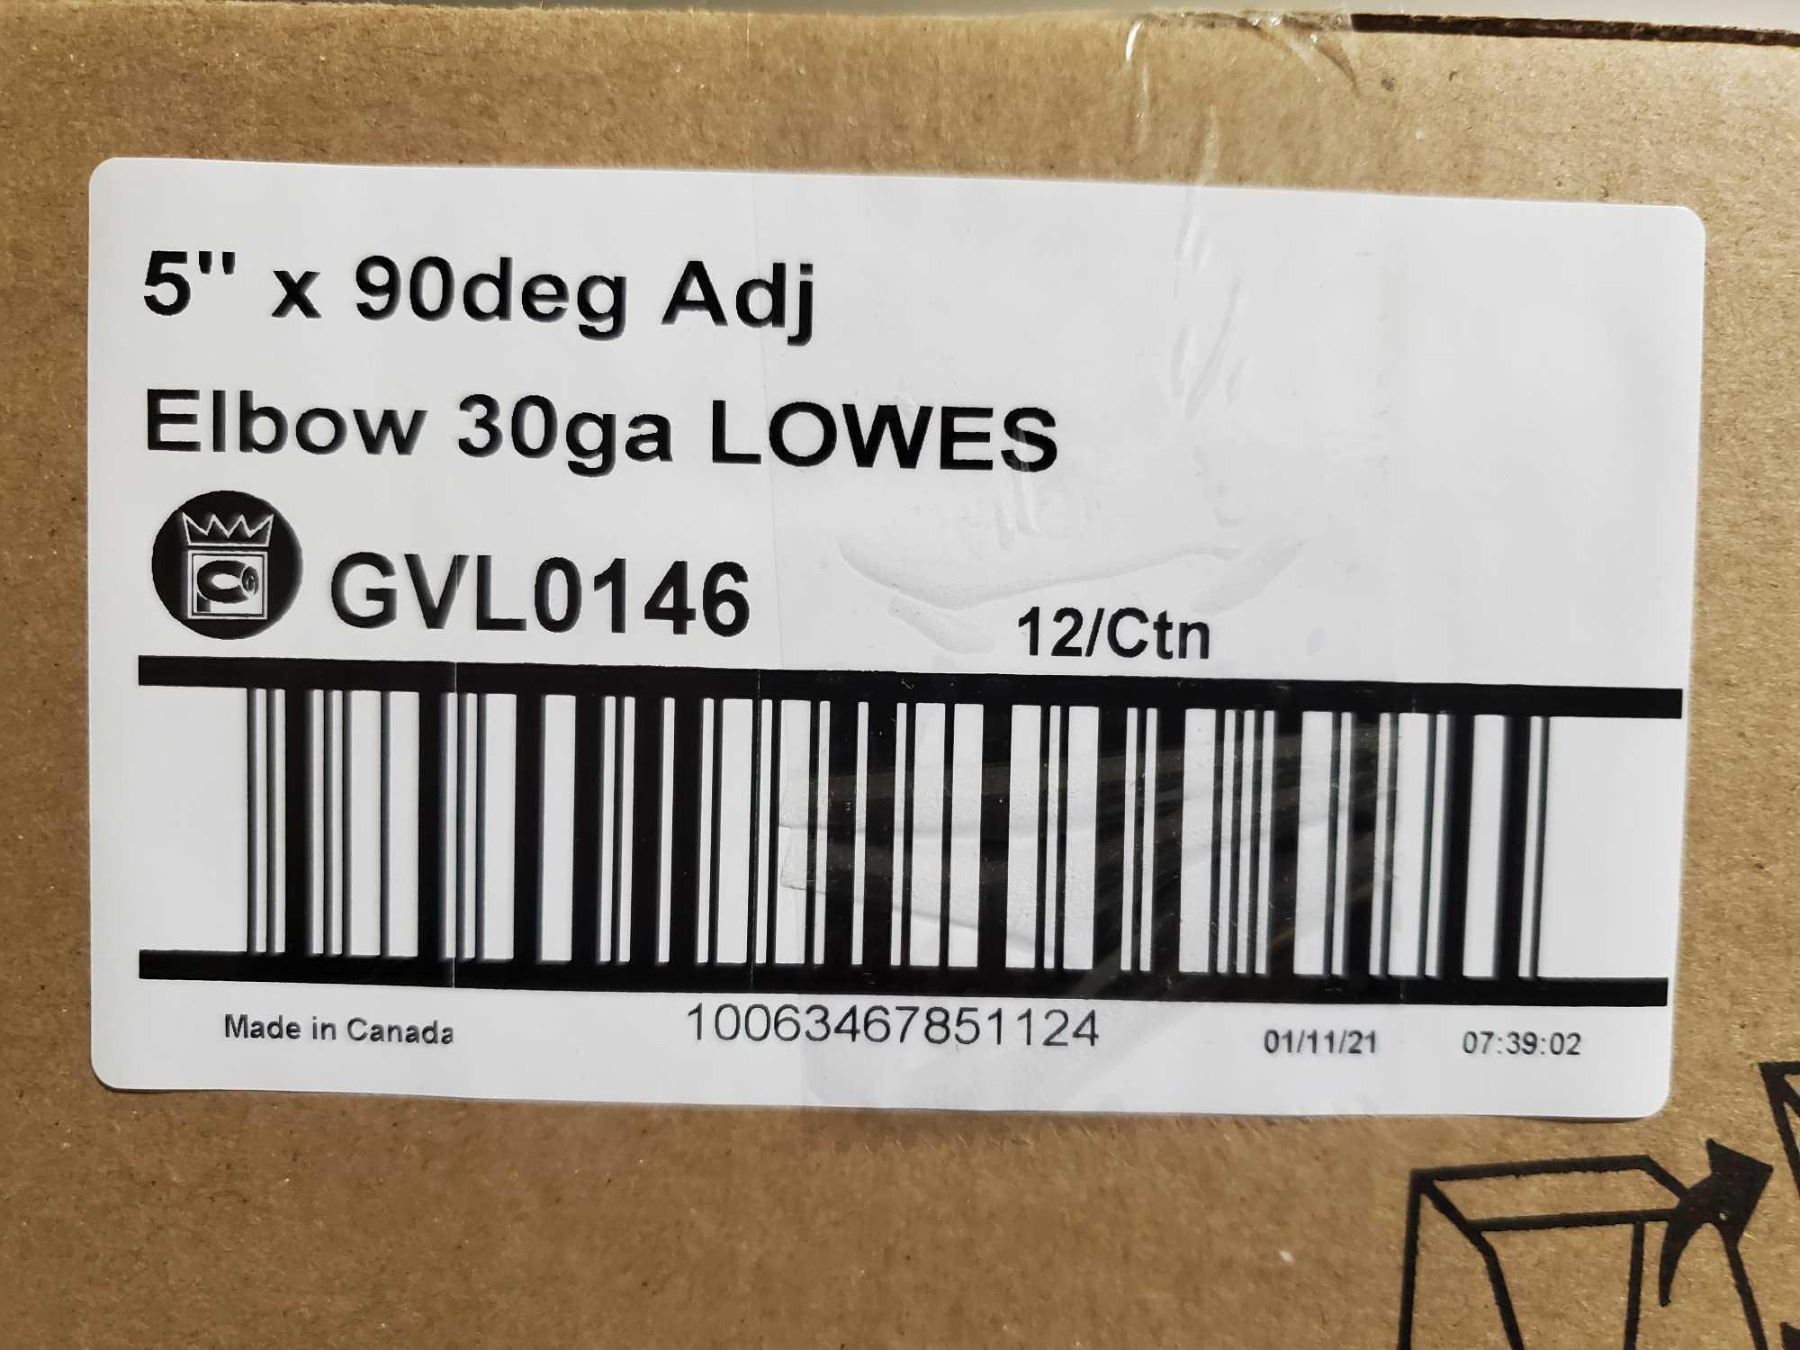 5" x 90deg Adj
Elbow 30ga LOWES
GVL0146
12/Ctn
Made in Canada
10063467851124
01/11/21
07:39:02